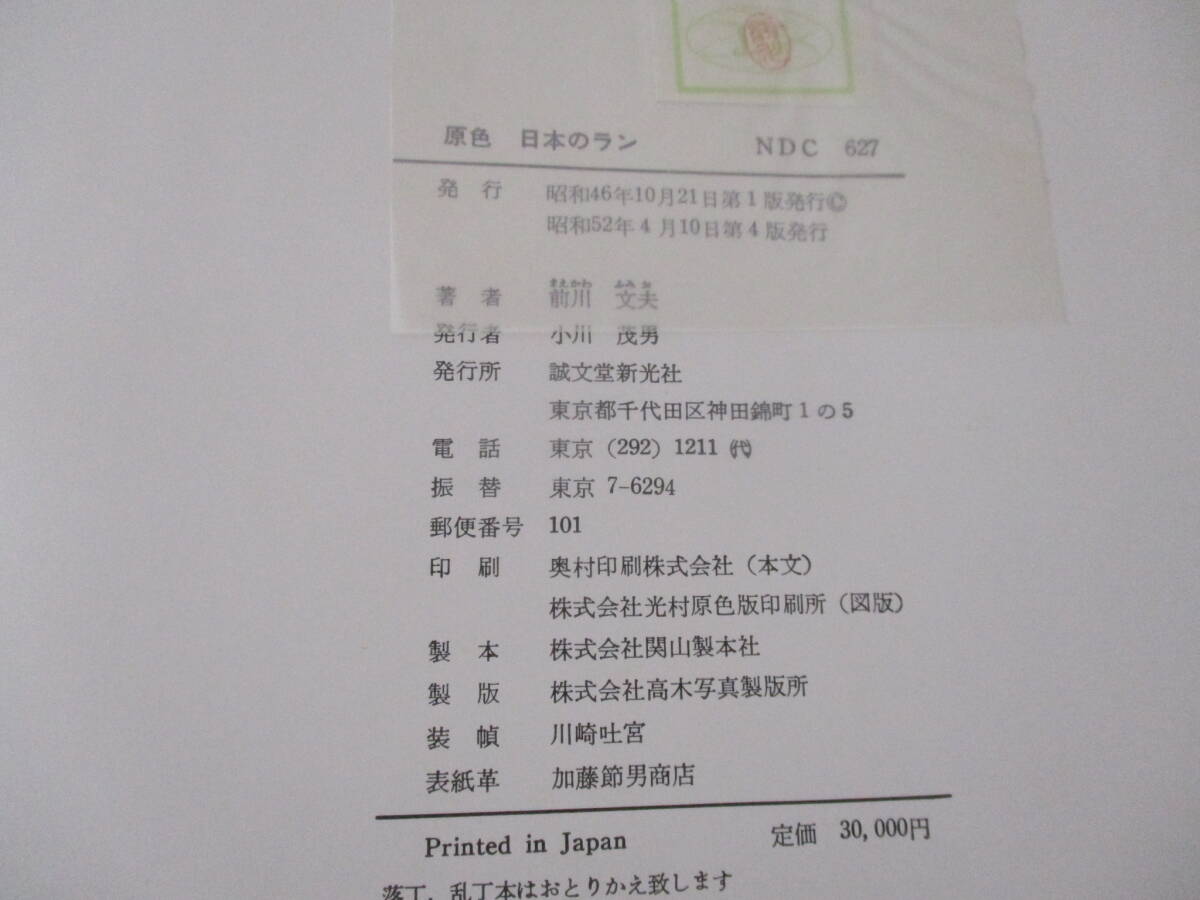 原色 日本のラン NDC 627
発行 昭和46年10月21日第1版発行©
昭和52年4月10日第4版発行
著者 前川 文夫
発行者 小川 茂男
発行所 誠文堂新光社
東京都千代田区神田錦町1の5
電話 東京 (292) 1211 ㈹
振替 東京 7-6294
郵便番号 101
印刷 奥村印刷株式会社 (本文)
株式会社光村原色版印刷所 (図版)
製本 株式会社関山製本社
製版 株式会社高木写真製版所
装幀 川崎吐宮
表紙革 加藤節男商店
Printed in Japan 定価 30,000円
落丁, 乱丁本はおとりかえ致します